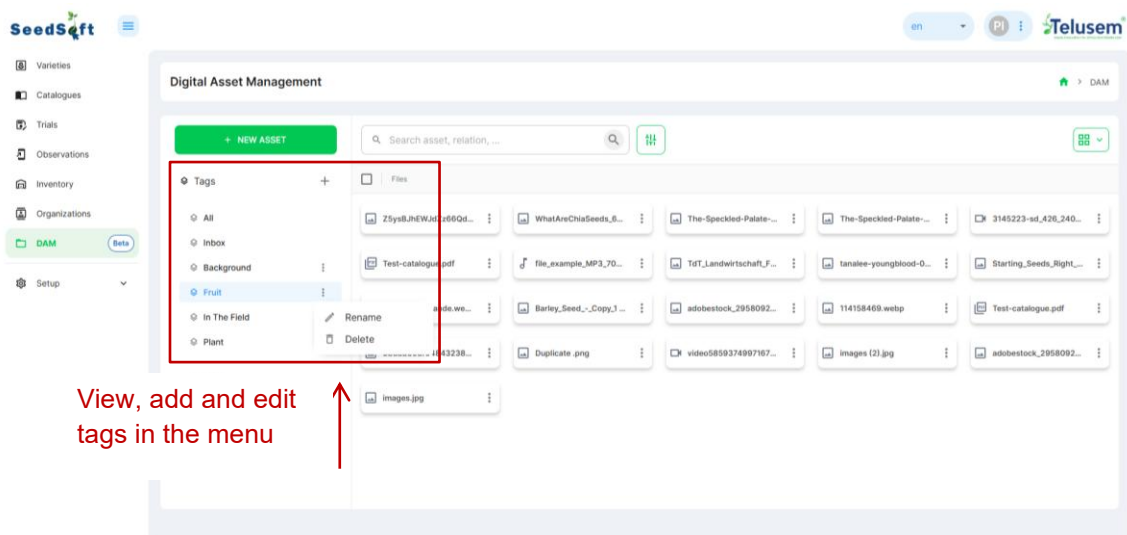 SeedSoft
en
PI
Telusem
Varieties
Catalogues
Trials
Observations
Inventory
Organizations
DAM Beta
Setup
Digital Asset Management
> DAM
+ NEW ASSET
Search asset, relation, ...
Tags +
Files
All
Inbox
Background
Fruit
In The Field
Plant
Rename
Delete
WhatAreChiaSeeds_6...
The-Speckled-Palate-...
The-Speckled-Palate-...
3145223-sd_426_240...
Test-catalogue.pdf
file_example_MP3_70...
TdT_Landwirtschaft_F...
tanalee-youngblood-0...
Starting_Seeds_Right_...
Barley_Seed_-_Copy_1 ...
adobestock_2958092...
114158469.webp
Test-catalogue.pdf
Duplicate .png
video5859374997167...
images (2).jpg
adobestock_2958092...
images.jpg
View, add and edit
tags in the menu